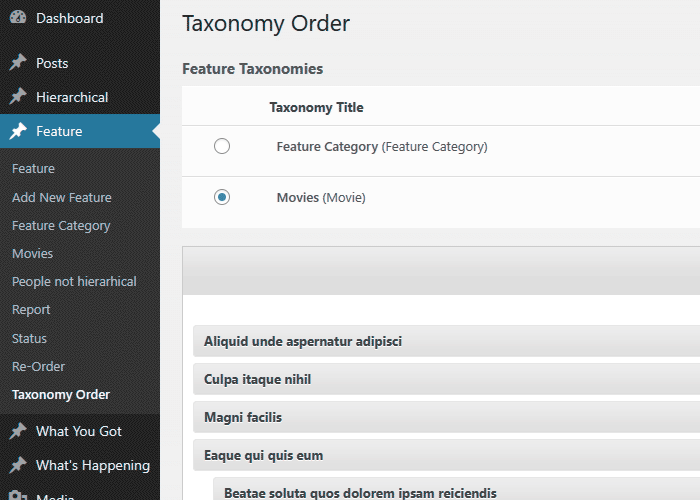 Dashboard
Posts
Hierarchical
Feature
Feature
Add New Feature
Feature Category
Movies
People not hierarhical
Report
Status
Re-Order
Taxonomy Order
What You Got
What's Happening
Media
Taxonomy Order
Feature Taxonomies
Taxonomy Title
Feature Category (Feature Category)
Movies (Movie)
Aliquid unde aspernatur adipisci
Culpa itaque nihil
Magni facilis
Eaque qui quis eum
Beatae soluta quos dolorem ipsam reiciendis